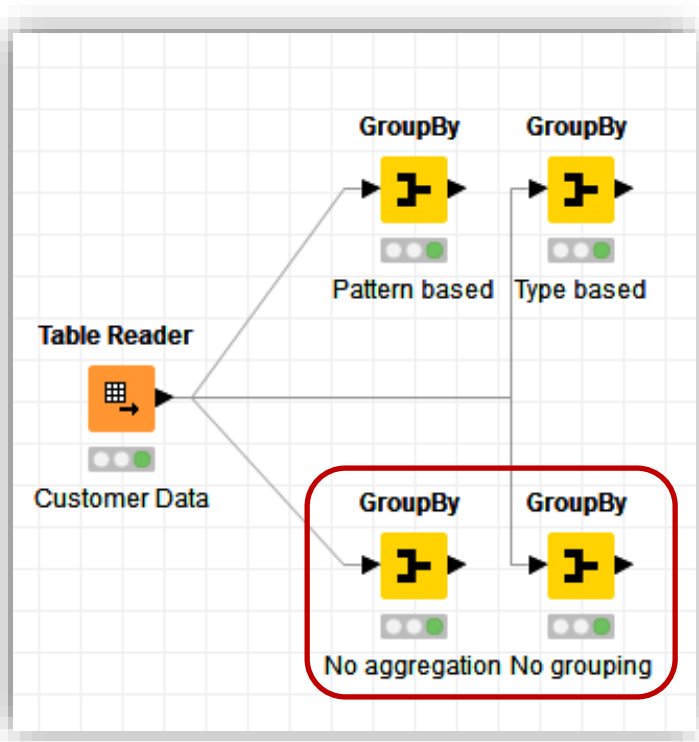 GroupBy GroupBy
Pattern based Type based
Table Reader
Customer Data
GroupBy GroupBy
No aggregation No grouping